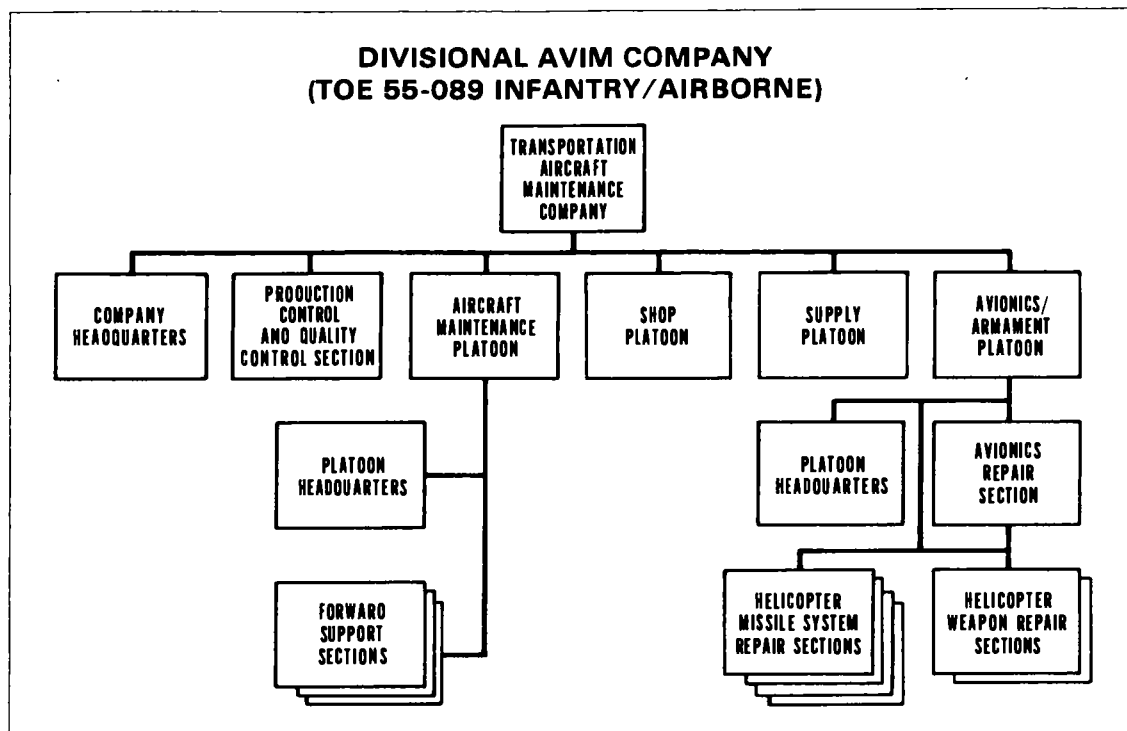 DIVISIONAL AVIM COMPANY
(TOE 55-089 INFANTRY/AIRBORNE)
TRANSPORTATION
AIRCRAFT
MAINTENANCE
COMPANY
COMPANY
HEADQUARTERS
PRODUCTION
CONTROL
AND QUALITY
CONTROL SECTION
AIRCRAFT
MAINTENANCE
PLATOON
SHOP
PLATOON
SUPPLY
PLATOON
AVIONICS/
ARMAMENT
PLATOON
PLATOON
HEADQUARTERS
PLATOON
HEADQUARTERS
AVIONICS
REPAIR
SECTION
FORWARD
SUPPORT
SECTIONS
HELICOPTER
MISSILE SYSTEM
REPAIR SECTIONS
HELICOPTER
WEAPON REPAIR
SECTIONS